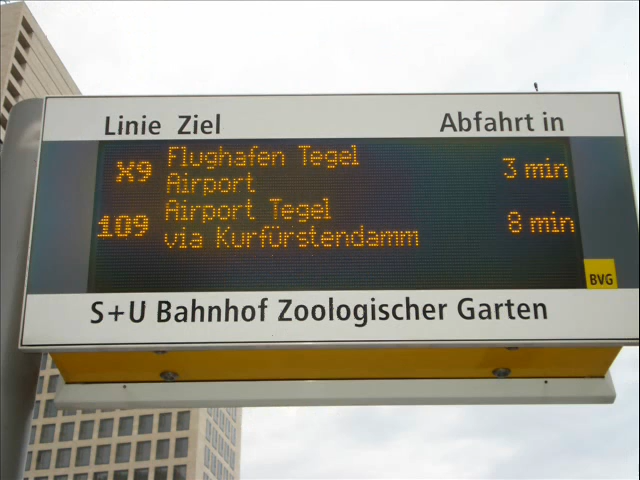 Linie Ziel Abfahrt in
X9 Flughafen Tegel 3 min
Airport
109 Airport Tegel 8 min
via Kurfürstendamm
BVG
S+U Bahnhof Zoologischer Garten